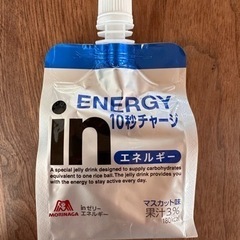 ENERGY
10秒チャージ
in
エネルギー
A special jelly drink designed to supply carbohydrates
equivalent to one rice ball. The jelly drink provides you
with the energy to stay active every day.
MORINAGA
inゼリー
エネルギー
マスカット味
果汁3%
180kcal